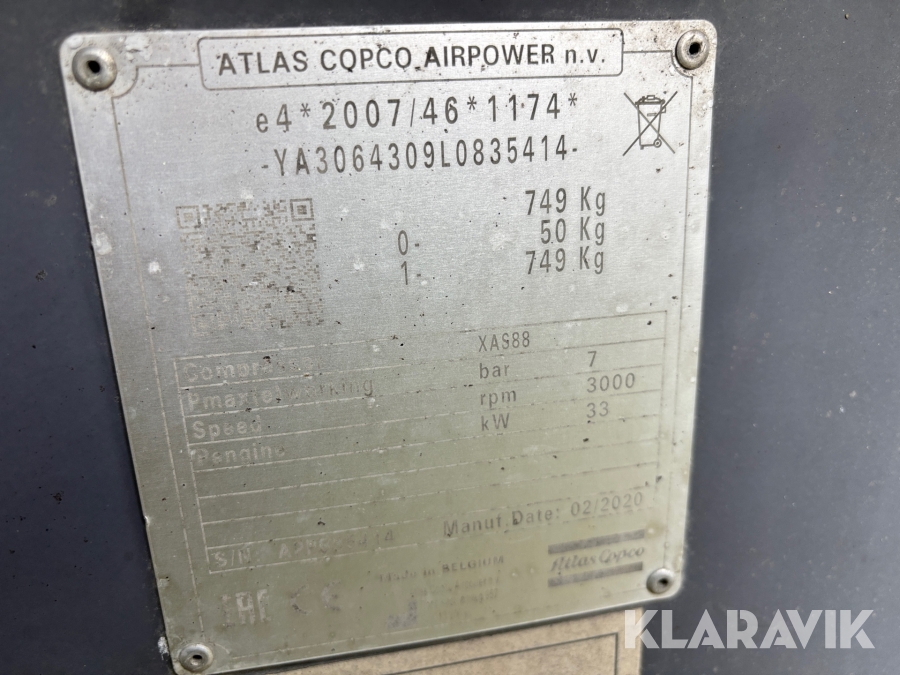 ATLAS COPCO AIRPOWER n.v.
e4*2007/46*1174*
-YA3064309L0835414-
749 Kg
0- 50 Kg
1- 749 Kg
XAS88
bar 7
Speed rpm 3000
kW 33
S/N: Manuf.Date: 02/2020
BELGIUM
Atlas Copco
KLARAVIK